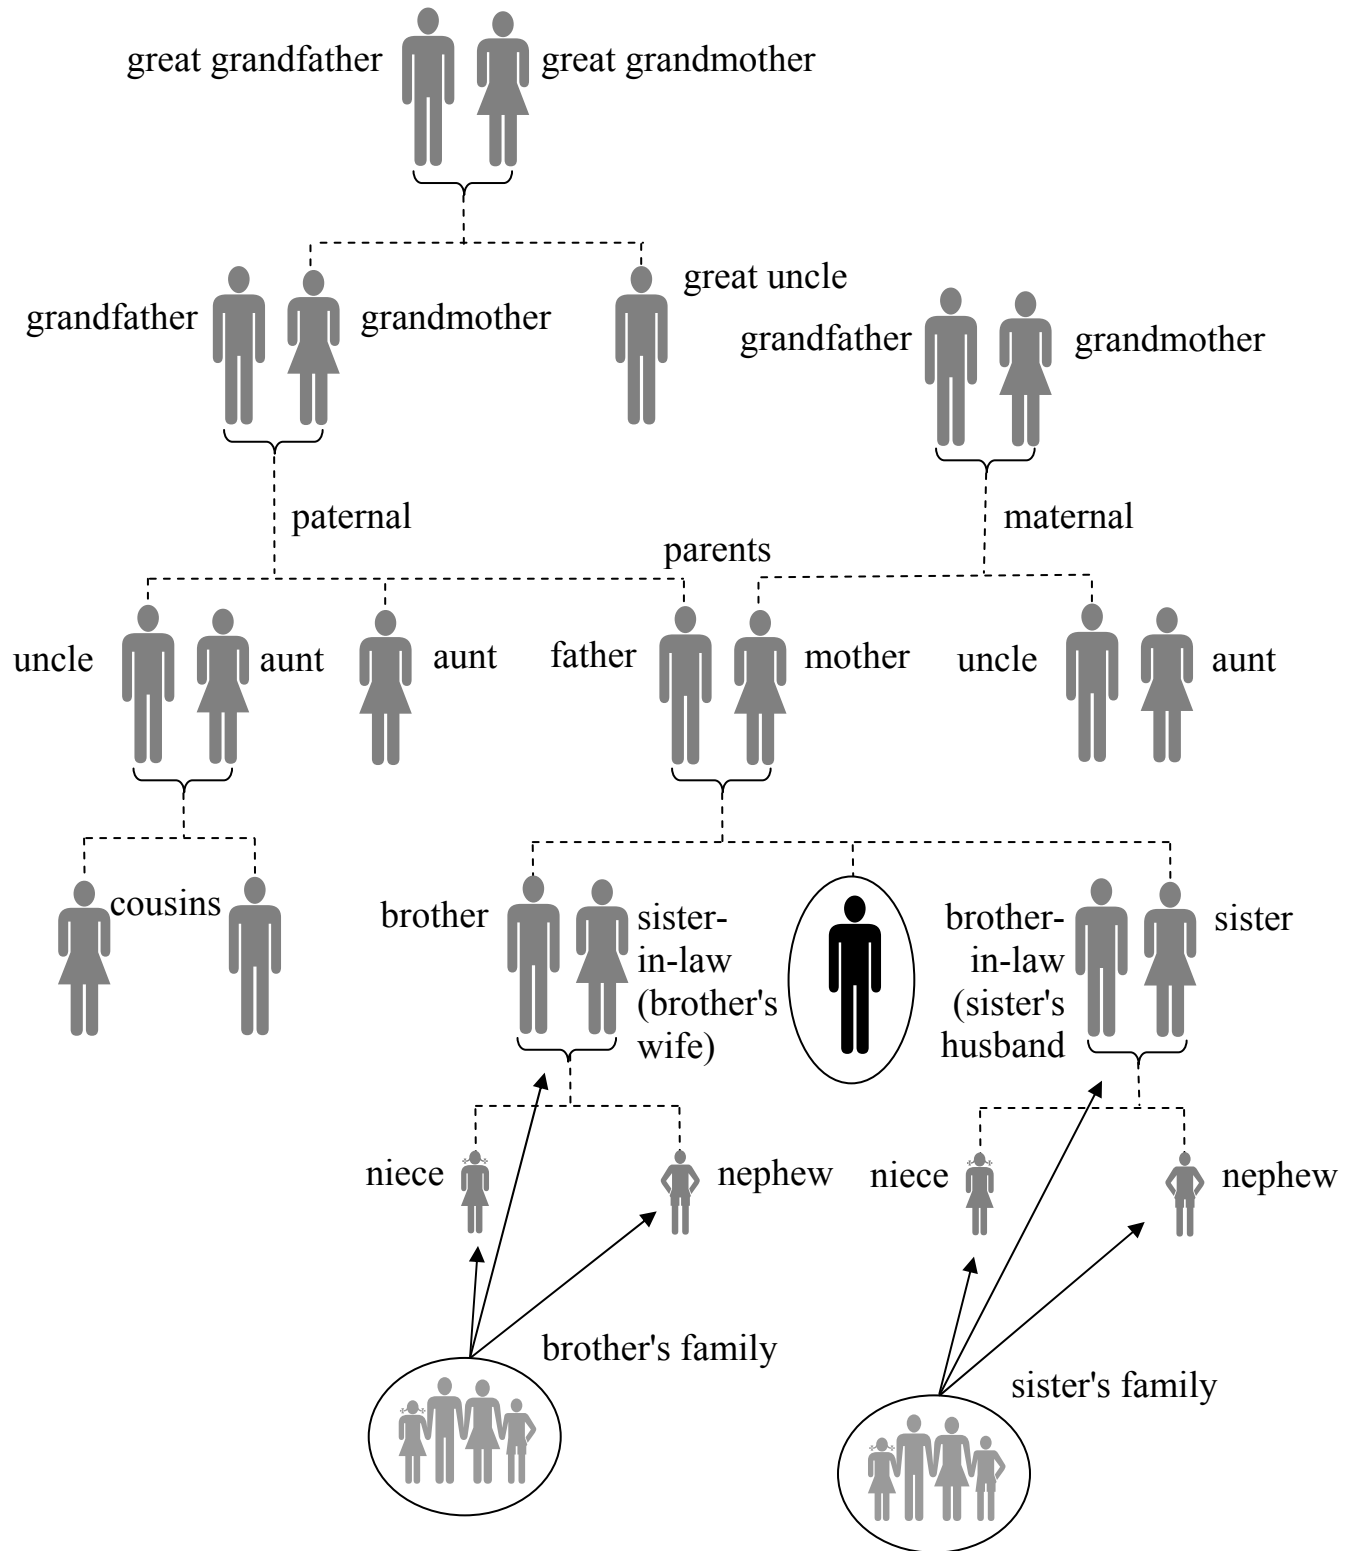 great grandfather
great grandmother
great uncle
grandfather
grandmother
grandfather
grandmother
paternal
maternal
parents
uncle
aunt
aunt
father
mother
uncle
aunt
cousins
brother
sister-
in-law
(brother's
wife)
brother-
in-law
(sister's
husband
sister
niece
nephew
niece
nephew
brother's family
sister's family